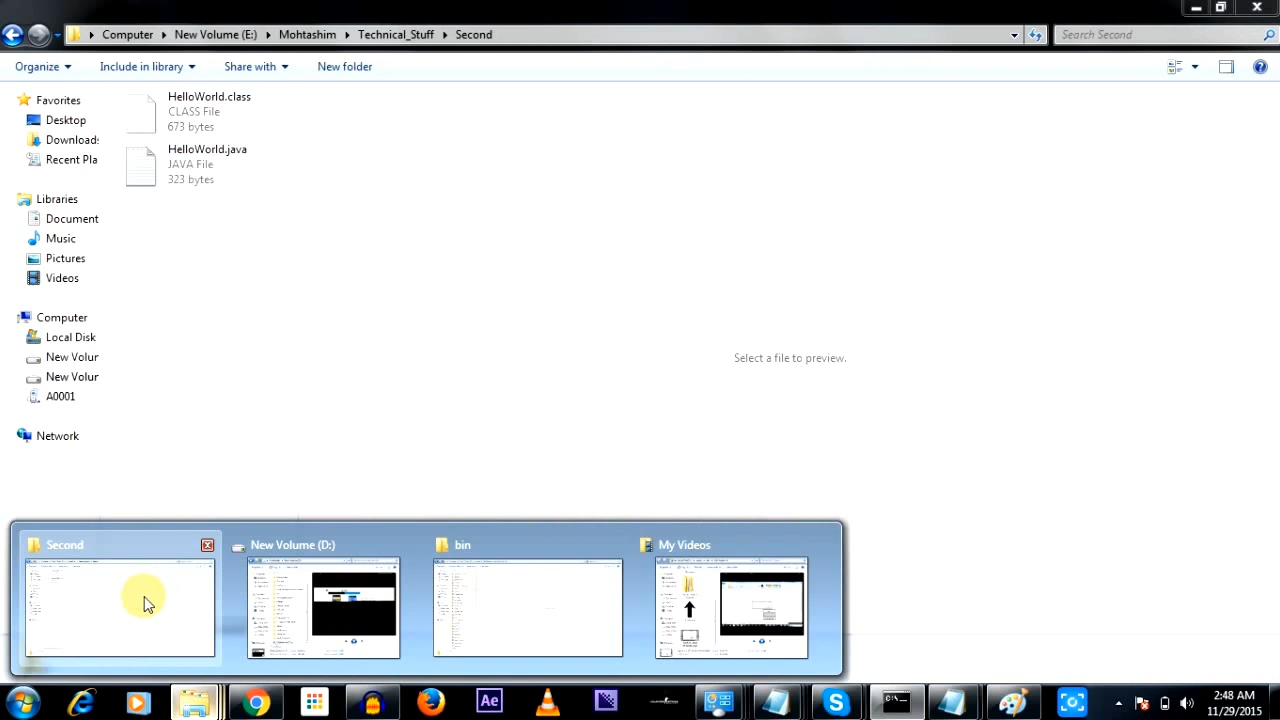 Computer New Volume (E:) Mohtashim Technical_Stuff Second
Search Second
Organize Include in library Share with New folder
Favorites
Desktop
Download:
Recent Pla
Libraries
Document
Music
Pictures
Videos
Computer
Local Disk
New Volur
New Volur
A0001
Network
HelloWorld.class
CLASS File
673 bytes
HelloWorld.java
JAVA File
323 bytes
Select a file to preview.
Second
New Volume (D:)
bin
My Videos
Ae
C:\_
2:48 AM
11/29/2015